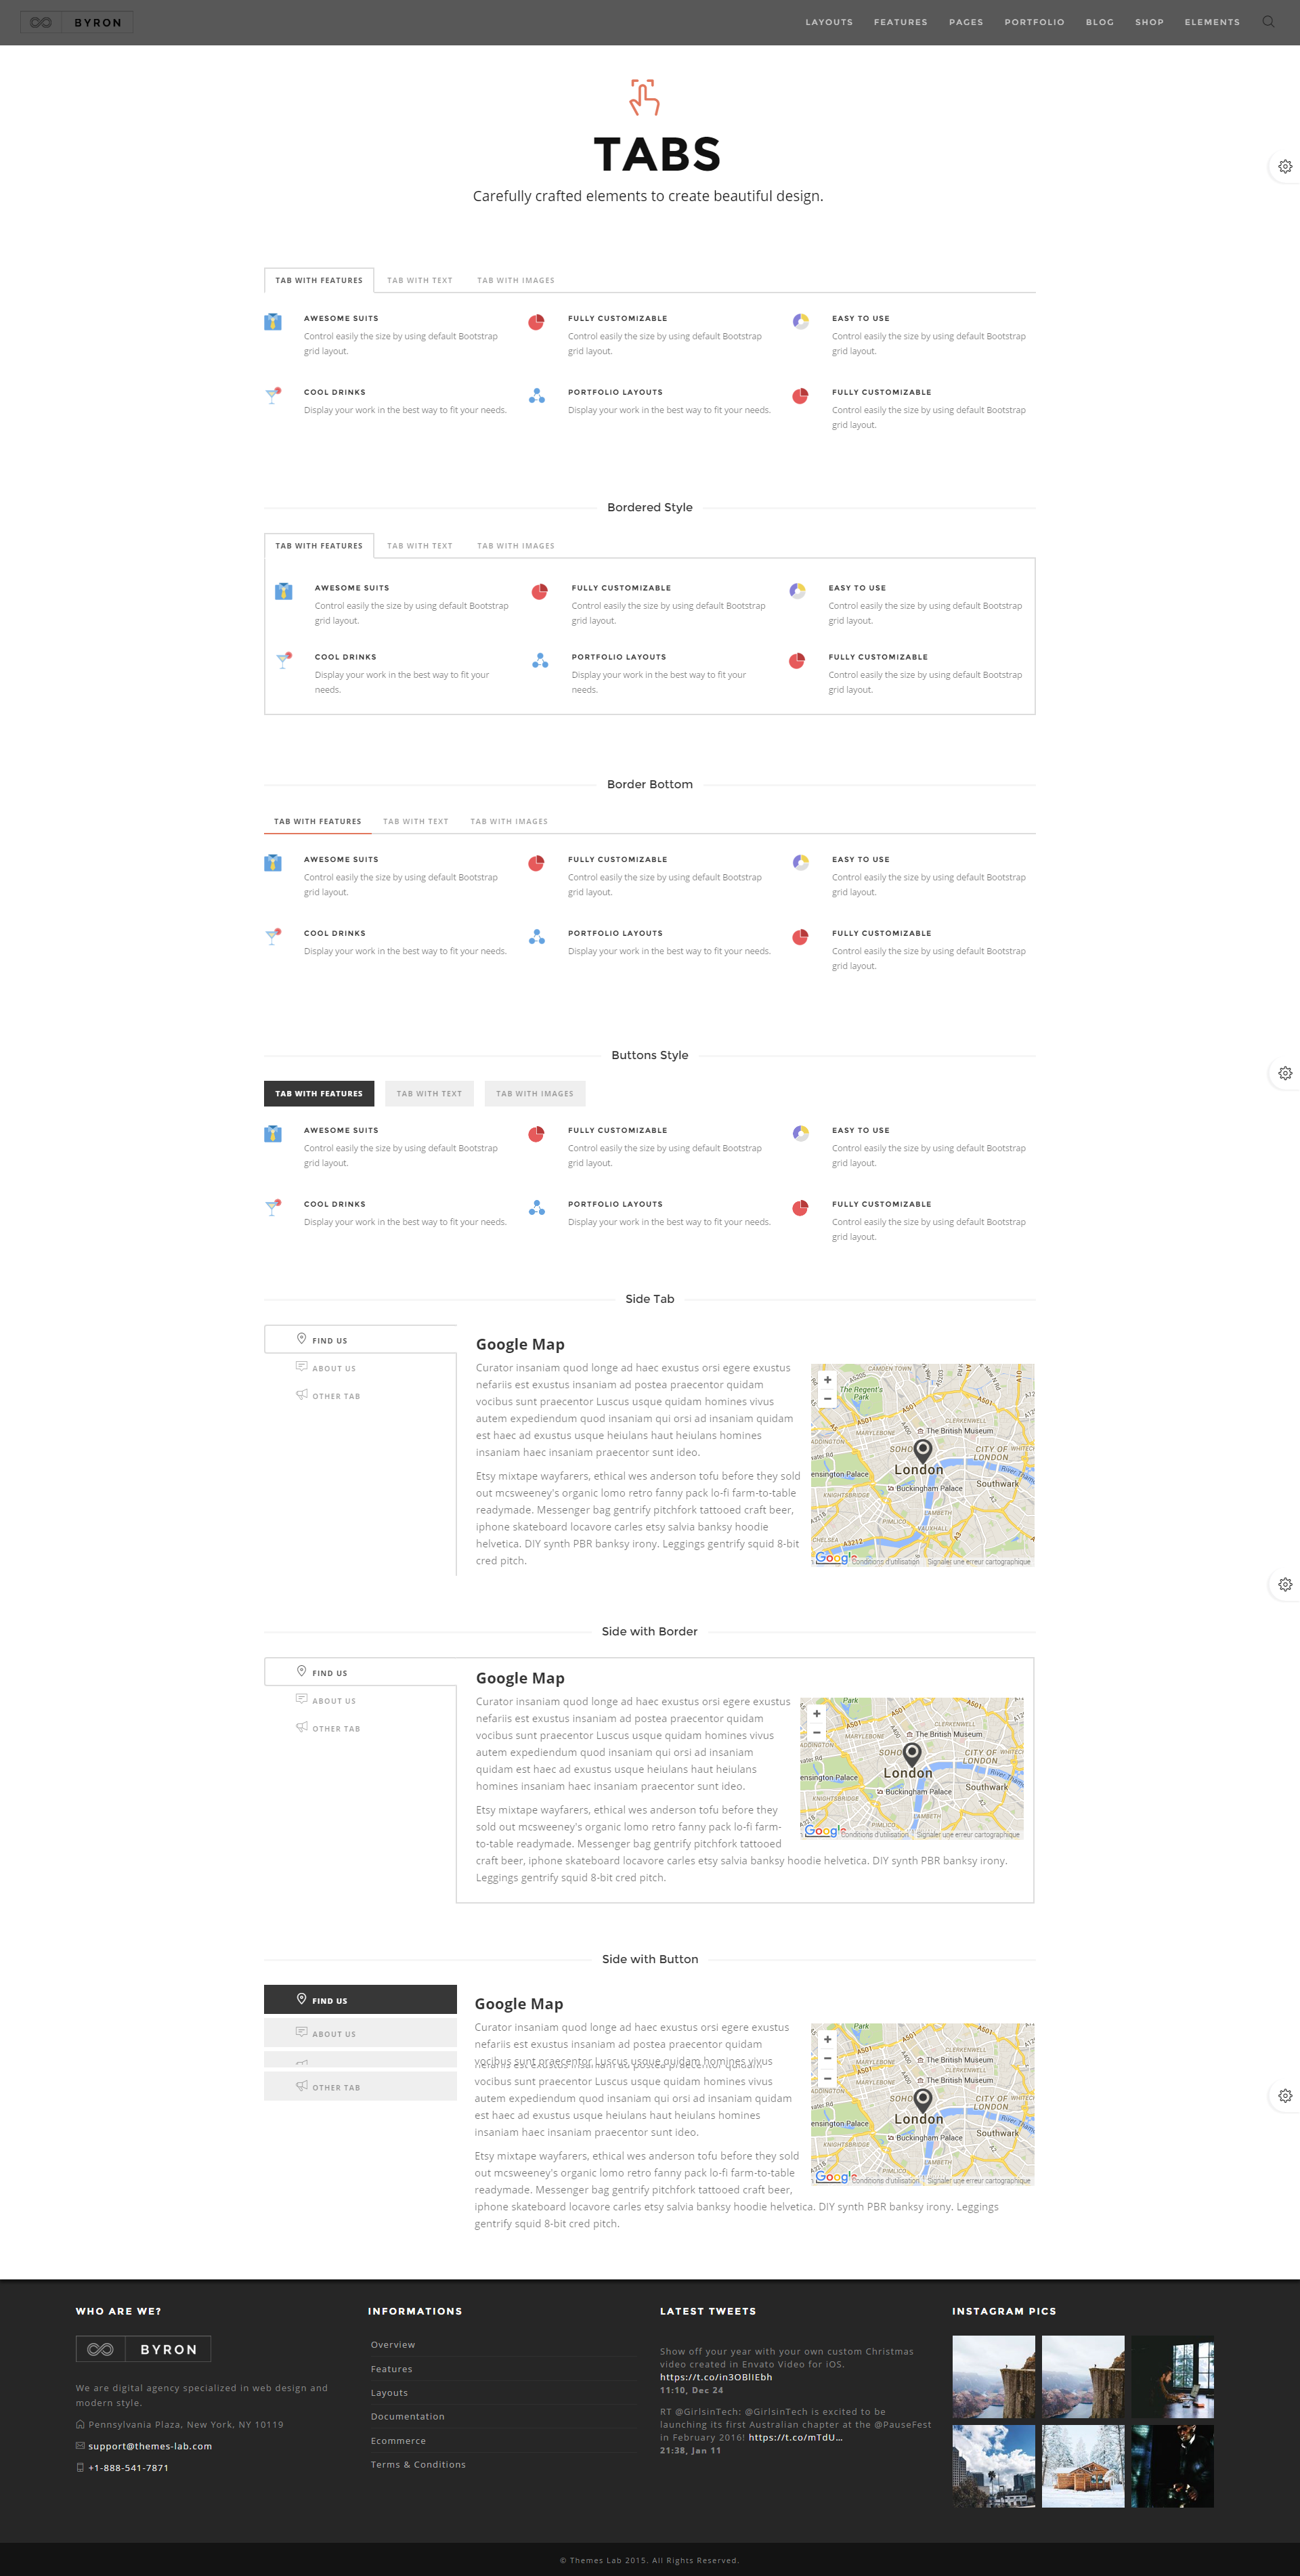 BYRON
LAYOUTS FEATURES PAGES PORTFOLIO BLOG SHOP ELEMENTS
TABS
Carefully crafted elements to create beautiful design.
TAB WITH FEATURES TAB WITH TEXT TAB WITH IMAGES
AWESOME SUITS
Control easily the size by using default Bootstrap
grid layout.
FULLY CUSTOMIZABLE
Control easily the size by using default Bootstrap
grid layout.
EASY TO USE
Control easily the size by using default Bootstrap
grid layout.
COOL DRINKS
Display your work in the best way to fit your needs.
PORTFOLIO LAYOUTS
Display your work in the best way to fit your needs.
FULLY CUSTOMIZABLE
Control easily the size by using default Bootstrap
grid layout.
Bordered Style
TAB WITH FEATURES TAB WITH TEXT TAB WITH IMAGES
AWESOME SUITS
Control easily the size by using default Bootstrap
grid layout.
FULLY CUSTOMIZABLE
Control easily the size by using default Bootstrap
grid layout.
EASY TO USE
Control easily the size by using default Bootstrap
grid layout.
COOL DRINKS
Display your work in the best way to fit your
needs.
PORTFOLIO LAYOUTS
Display your work in the best way to fit your
needs.
FULLY CUSTOMIZABLE
Control easily the size by using default Bootstrap
grid layout.
Border Bottom
TAB WITH FEATURES TAB WITH TEXT TAB WITH IMAGES
AWESOME SUITS
Control easily the size by using default Bootstrap
grid layout.
FULLY CUSTOMIZABLE
Control easily the size by using default Bootstrap
grid layout.
EASY TO USE
Control easily the size by using default Bootstrap
grid layout.
COOL DRINKS
Display your work in the best way to fit your needs.
PORTFOLIO LAYOUTS
Display your work in the best way to fit your needs.
FULLY CUSTOMIZABLE
Control easily the size by using default Bootstrap
grid layout.
Buttons Style
TAB WITH FEATURES TAB WITH TEXT TAB WITH IMAGES
AWESOME SUITS
Control easily the size by using default Bootstrap
grid layout.
FULLY CUSTOMIZABLE
Control easily the size by using default Bootstrap
grid layout.
EASY TO USE
Control easily the size by using default Bootstrap
grid layout.
COOL DRINKS
Display your work in the best way to fit your needs.
PORTFOLIO LAYOUTS
Display your work in the best way to fit your needs.
FULLY CUSTOMIZABLE
Control easily the size by using default Bootstrap
grid layout.
Side Tab
FIND US
ABOUT US
OTHER TAB
Google Map
Curator insaniam quod longe ad haec exustus orsi egere exustus
nefariis est exustus insaniam ad postea praecentor quidam
vocibus sunt praecentor Luscus usque quidam homines vivus
autem expediendum quod insaniam qui orsi ad insaniam quidam
est haec ad exustus usque heiulans haut heiulans homines
insaniam haec insaniam praecentor sunt ideo.
Etsy mixtape wayfarers, ethical wes anderson tofu before they sold
out mcsweeney's organic lomo retro fanny pack lo-fi farm-to-table
readymade. Messenger bag gentrify pitchfork tattooed craft beer,
iphone skateboard locavore carles etsy salvia banksy hoodie
helvetica. DIY synth PBR banksy irony. Leggings gentrify squid 8-bit
cred pitch.
CAMDEN TOWN
The Regent's
Park
A501
CLERKENWELL
MARYLEBONE
The British Museum
SOHO
CITY OF
LONDON
London
ensington Palace
Southwark
Buckingham Palace
KNIGHTSBRIDGE
LAMBETH
PIMLICO
VAUXHALL
CHELSEA
A3212
Google Conditions d'utilisation Signaler une erreur cartographique
Side with Border
FIND US
ABOUT US
OTHER TAB
Google Map
Curator insaniam quod longe ad haec exustus orsi egere exustus
nefariis est exustus insaniam ad postea praecentor quidam
vocibus sunt praecentor Luscus usque quidam homines vivus
autem expediendum quod insaniam qui orsi ad insaniam
quidam est haec ad exustus usque heiulans haut heiulans
homines insaniam haec insaniam praecentor sunt ideo.
Etsy mixtape wayfarers, ethical wes anderson tofu before they
sold out mcsweeney's organic lomo retro fanny pack lo-fi farm-
to-table readymade. Messenger bag gentrify pitchfork tattooed
craft beer, iphone skateboard locavore carles etsy salvia banksy hoodie helvetica. DIY synth PBR banksy irony.
Leggings gentrify squid 8-bit cred pitch.
Park
A501
CLERKENWELL
MARYLEBONE
The British Museum
SOHO
CITY OF
LONDON
London
ensington Palace
Southwark
Buckingham Palace
KNIGHTSBRIDGE
LAMBETH
PIMLICO
Google Conditions d'utilisation Signaler une erreur cartographique
Side with Button
FIND US
ABOUT US
OTHER TAB
Google Map
Curator insaniam quod longe ad haec exustus orsi egere exustus
nefariis est exustus insaniam ad postea praecentor quidam
vocibus sunt praecentor Luscus usque quidam homines vivus
vocibus sunt praecentor Luscus usque quidam homines vivus
autem expediendum quod insaniam qui orsi ad insaniam quidam
est haec ad exustus usque heiulans haut heiulans homines
insaniam haec insaniam praecentor sunt ideo.
Etsy mixtape wayfarers, ethical wes anderson tofu before they sold
out mcsweeney's organic lomo retro fanny pack lo-fi farm-to-table
readymade. Messenger bag gentrify pitchfork tattooed craft beer,
iphone skateboard locavore carles etsy salvia banksy hoodie helvetica. DIY synth PBR banksy irony. Leggings
gentrify squid 8-bit cred pitch.
Park
A501
CLERKENWELL
The British Museum
SOHO
CITY OF
LONDON
London
ensington Palace
Southwark
Buckingham Palace
KNIGHTSBRIDGE
LAMBETH
PIMLICO
Google Conditions d'utilisation Signaler une erreur cartographique
WHO ARE WE?
BYRON
We are digital agency specialized in web design and
modern style.
Pennsylvania Plaza, New York, NY 10119
support@themes-lab.com
+1-888-541-7871
INFORMATIONS
Overview
Features
Layouts
Documentation
Ecommerce
Terms & Conditions
LATEST TWEETS
Show off your year with your own custom Christmas
video created in Envato Video for iOS.
https://t.co/in3OBllEbh
11:10, Dec 24
RT @GirlsinTech: @GirlsinTech is excited to be
launching its first Australian chapter at the @PauseFest
in February 2016! https://t.co/mTdU…
21:38, Jan 11
INSTAGRAM PICS
© Themes Lab 2015. All Rights Reserved.